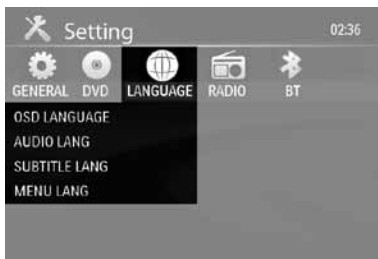 Setting 02:36
GENERAL DVD LANGUAGE RADIO BT
OSD LANGUAGE
AUDIO LANG
SUBTITLE LANG
MENU LANG